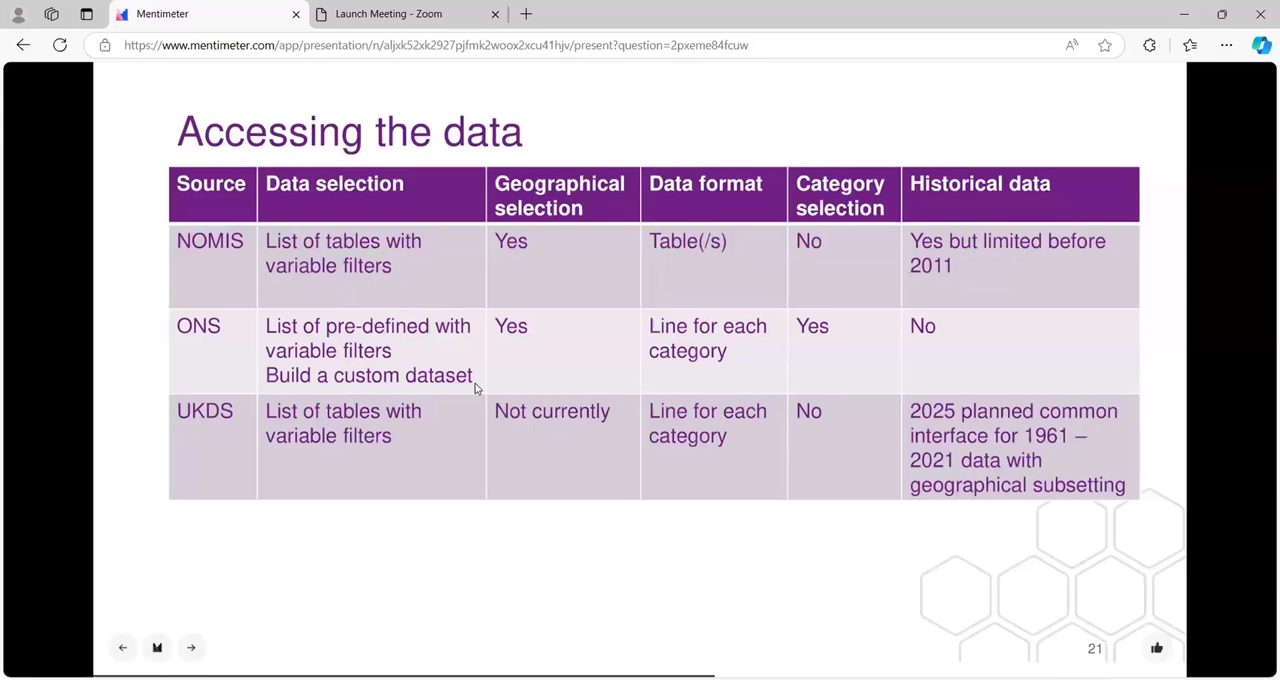 Mentimeter
Launch Meeting - Zoom
https://www.mentimeter.com/app/presentation/n/aljxk52xk2927pjfmk2woox2xcu41hjv/present?question=2pxeme84fcuw
Accessing the data
Source
Data selection
Geographical
selection
Data format
Category
selection
Historical data
NOMIS
List of tables with
variable filters
Yes
Table(/s)
No
Yes but limited before
2011
ONS
List of pre-defined with
variable filters
Build a custom dataset
Yes
Line for each
category
Yes
No
UKDS
List of tables with
variable filters
Not currently
Line for each
category
No
2025 planned common
interface for 1961 –
2021 data with
geographical subsetting
21